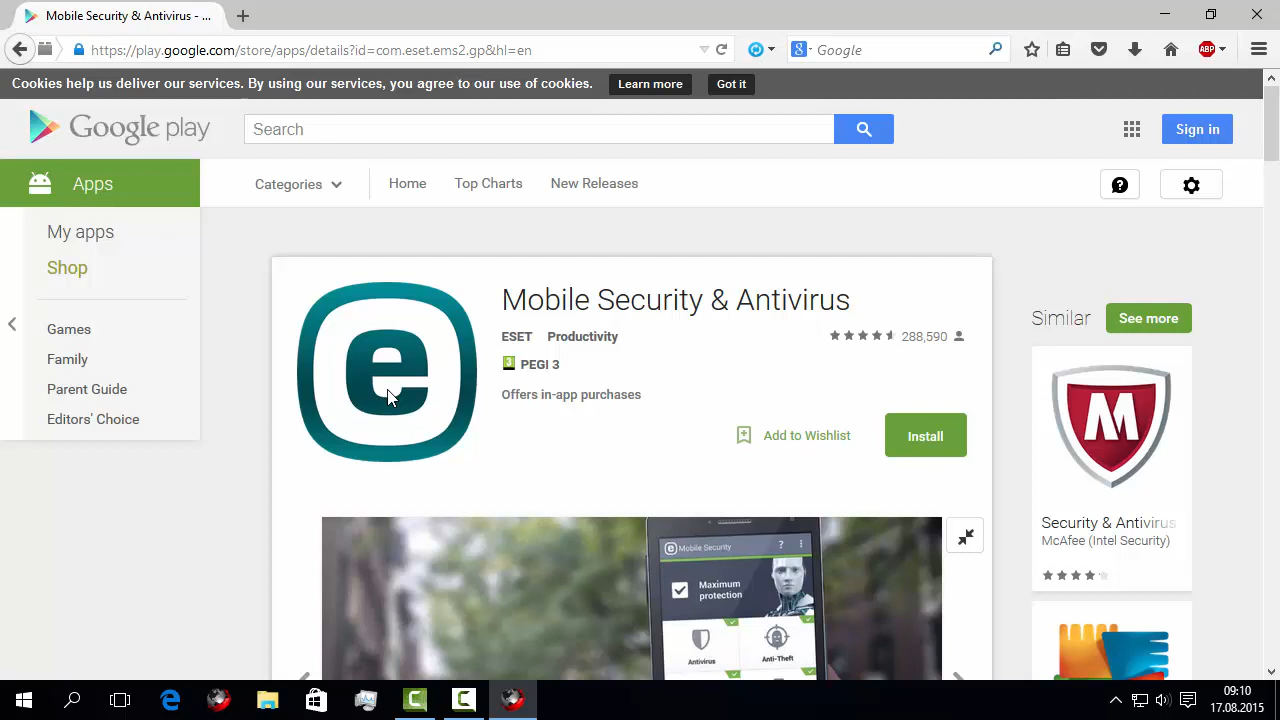 Mobile Security & Antivirus - ...
https://play.google.com/store/apps/details?id=com.eset.ems2.gp&hl=en
Google
ABP
Cookies help us deliver our services. By using our services, you agree to our use of cookies.
Learn more
Got it
Google play
Search
Sign in
Apps
Categories
Home
Top Charts
New Releases
My apps
Shop
Games
Family
Parent Guide
Editors' Choice
e
Mobile Security & Antivirus
ESET
Productivity
288,590
3
PEGI 3
Offers in-app purchases
Add to Wishlist
Install
Similar
See more
e Mobile Security
?
Maximum
protection
Antivirus
Anti-Theft
M
Security & Antivirus
McAfee (Intel Security)
09:10
17.08.2015